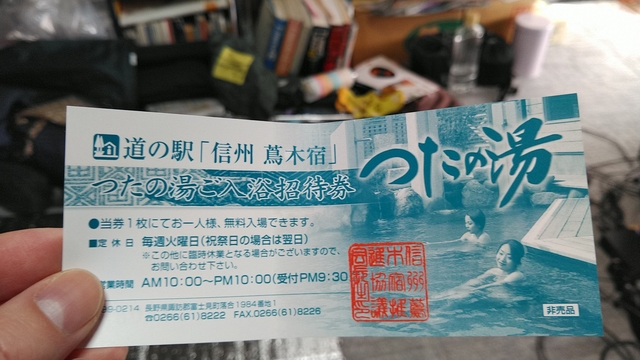 道の駅「信州 蔦木宿」
つたの湯
つたの湯ご入浴招待券
●当券1枚にてお一人様、無料入場できます。
■定休日 毎週火曜日(祝祭日の場合は翌日)
※この他に臨時休業となる場合がございますので、
お問い合わせ下さい。
営業時間 AM10:00〜PM10:00(受付PM9:30
9-0214 長野県諏訪郡富士見町落合1984番地1
☎0266(61)8222 FAX.0266(61)8226
非売品